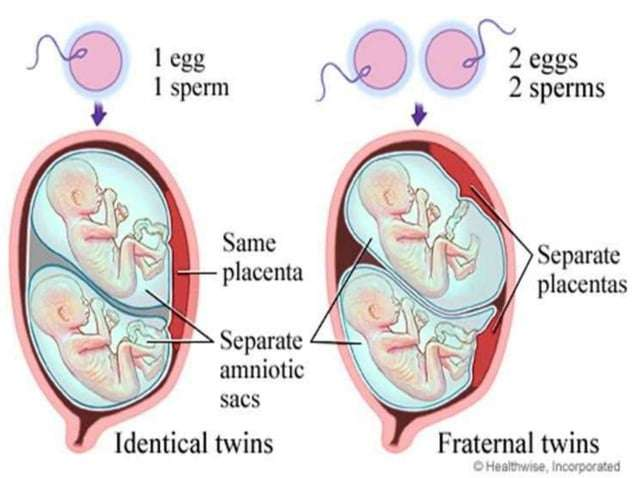 1 egg
1 sperm
2 eggs
2 sperms
Same
placenta
Separate
amniotic
sacs
Separate
placentas
Identical twins
Fraternal twins
© Healthwise, Incorporated